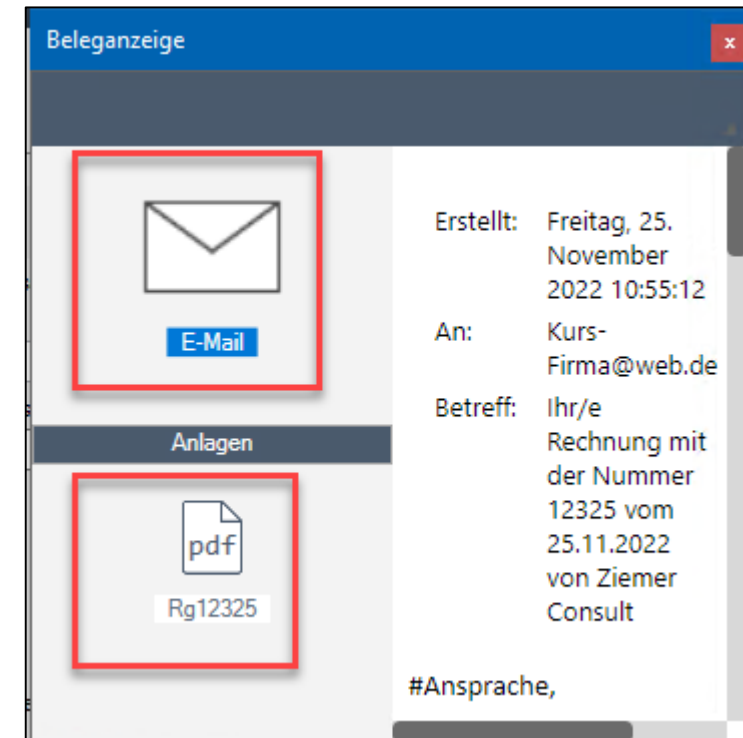 Beleganzeige
x
E-Mail
Anlagen
pdf
Rg12325
Erstellt: Freitag, 25.
November
2022 10:55:12
An: Kurs-
Firma@web.de
Betreff: Ihr/e
Rechnung mit
der Nummer
12325 vom
25.11.2022
von Ziemer
Consult
#Ansprache,